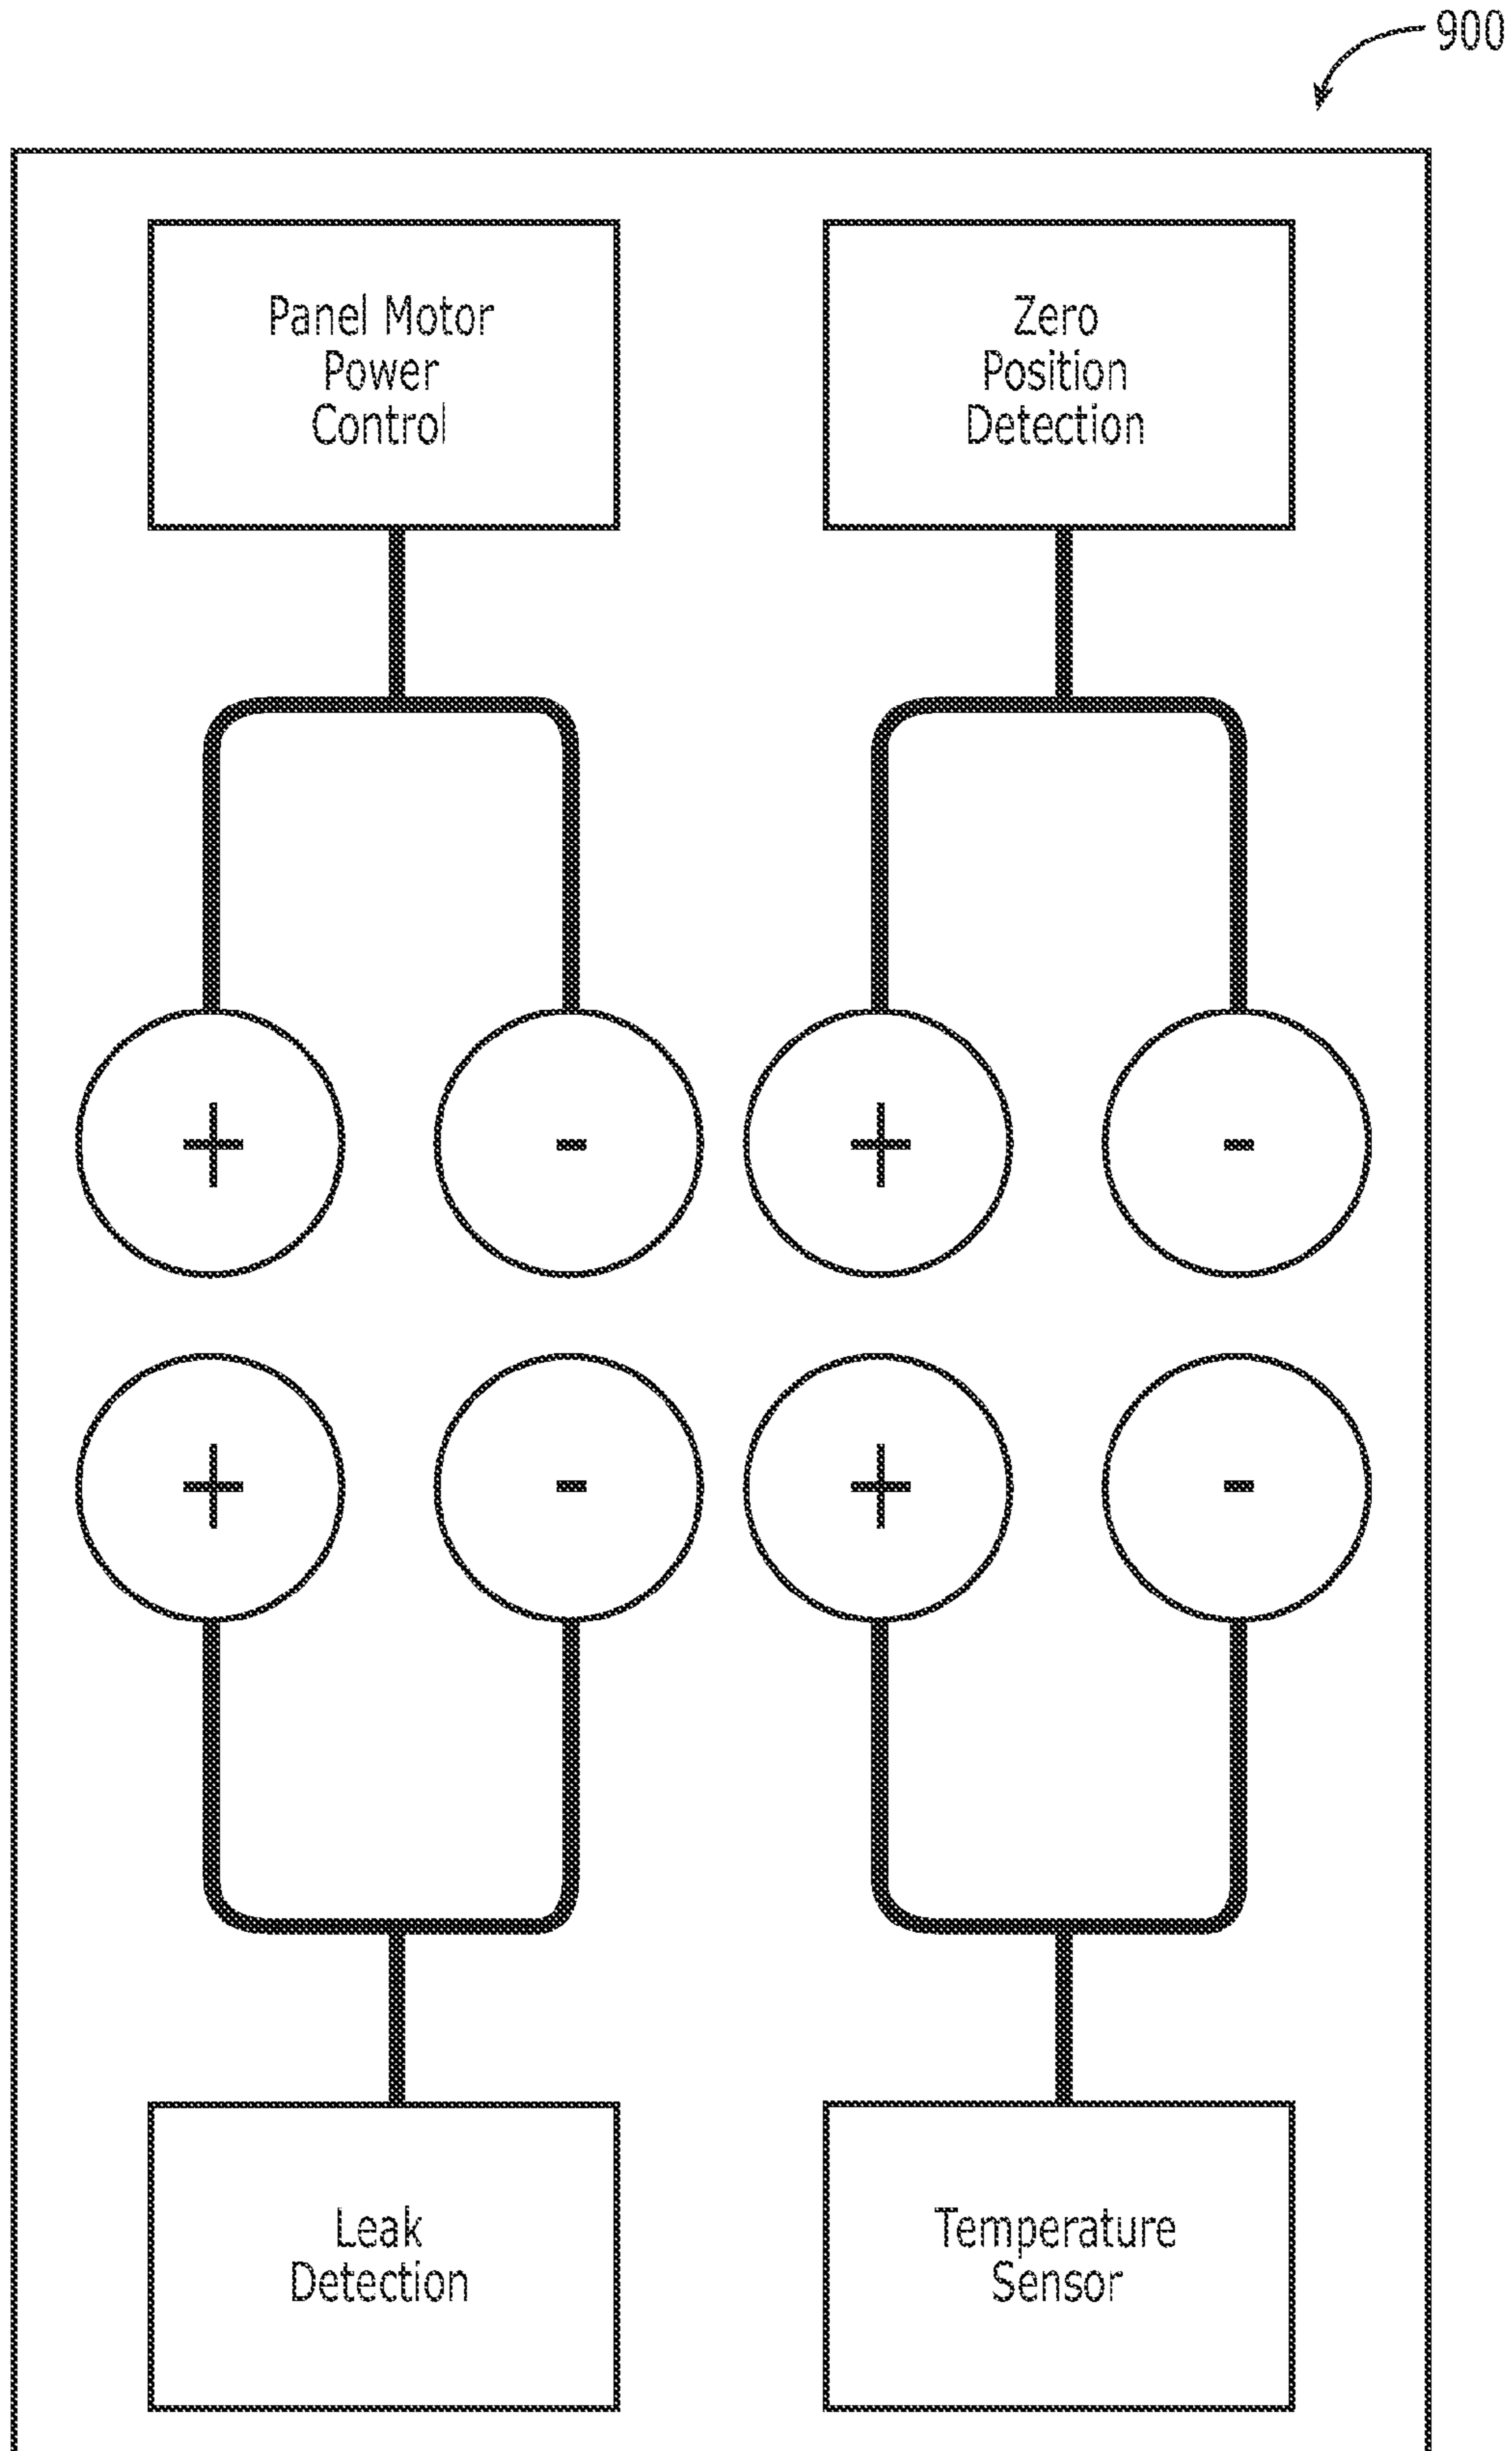 900
Panel Motor
Power
Control
Zero
Position
Detection
+ - + -
+ - + -
Leak
Detection
Temperature
Sensor